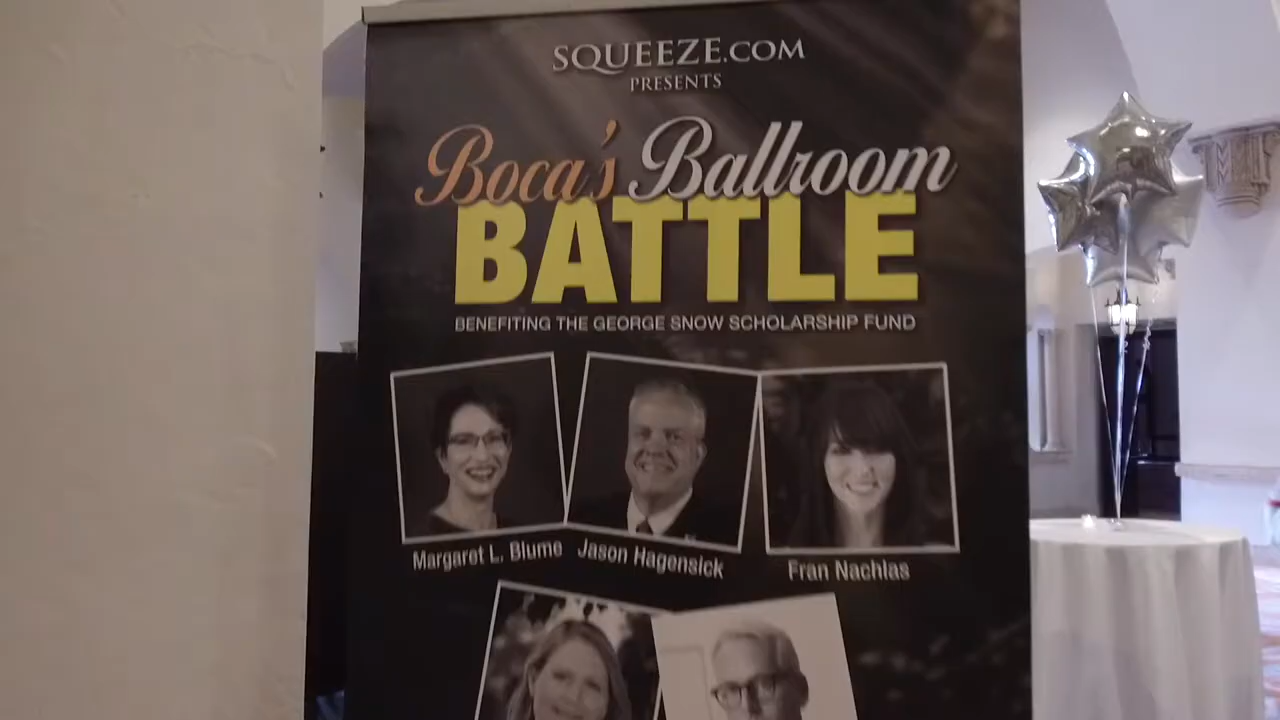 SQUEEZE.COM
PRESENTS
Boca's Ballroom
BATTLE
BENEFITING THE GEORGE SNOW SCHOLARSHIP FUND
Margaret L. Blume Jason Hagensick Fran Nachlas